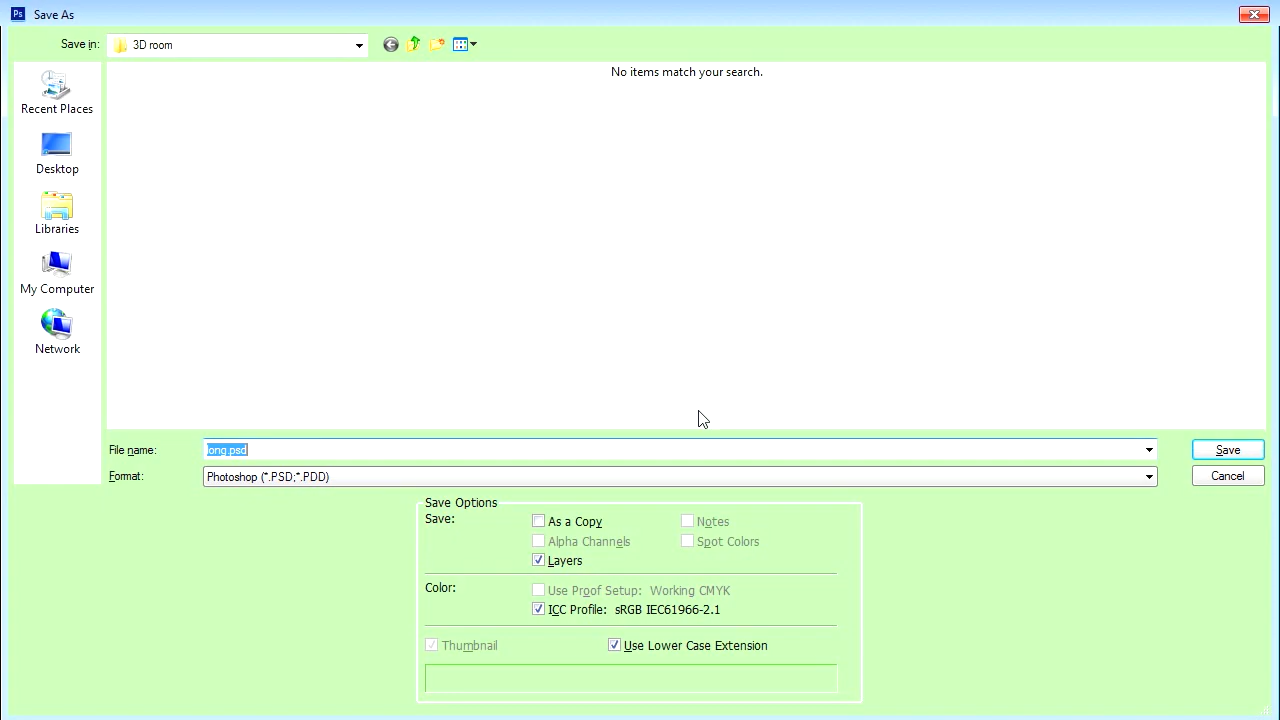 Ps Save As
Save in: 3D room
No items match your search.
Recent Places
Desktop
Libraries
My Computer
Network
File name: long.psd Save
Format: Photoshop (*.PSD;*.PDD) Cancel
Save Options
Save:
As a Copy Notes
Alpha Channels Spot Colors
Layers
Color:
Use Proof Setup: Working CMYK
ICC Profile: sRGB IEC61966-2.1
Thumbnail Use Lower Case Extension